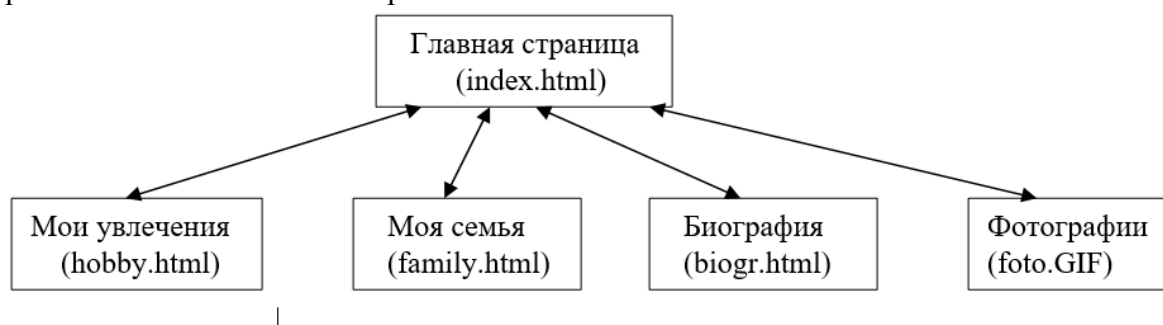 Главная страница
(index.html)
Мои увлечения
(hobby.html)
Моя семья
(family.html)
Биография
(biogr.html)
Фотографии
(foto.GIF)